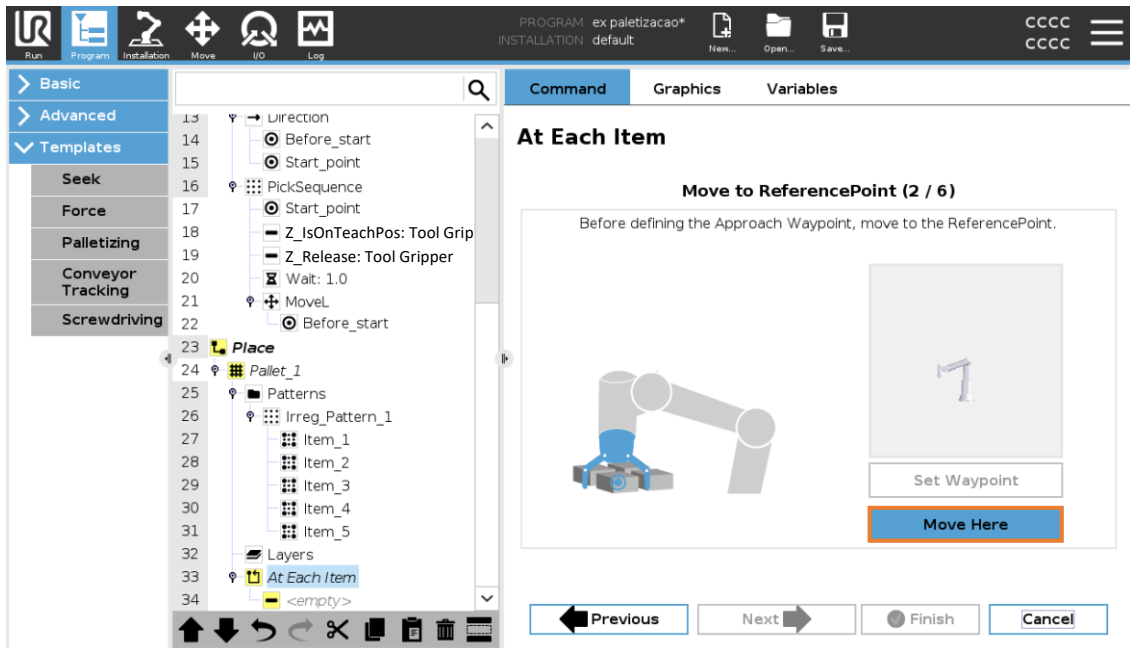 PROGRAM ex paletizacao*
INSTALLATION default
Run
Program
Installation
Move
I/O
Log
New...
Open...
Save...
CCCC
CCCC
Basic
Advanced
Templates
Seek
Force
Palletizing
Conveyor
Tracking
Screwdriving
13 Direction
14 Before_start
15 Start_point
16 PickSequence
17 Start_point
18 Z_IsOnTeachPos: Tool Grip
19 Z_Release: Tool Gripper
20 Wait: 1.0
21 MoveL
22 Before_start
23 Place
24 Pallet_1
25 Patterns
26 Irreg_Pattern_1
27 Item_1
28 Item_2
29 Item_3
30 Item_4
31 Item_5
32 Layers
33 At Each Item
34 <empty>
Command Graphics Variables
At Each Item
Move to ReferencePoint (2 / 6)
Before defining the Approach Waypoint, move to the ReferencePoint.
Set Waypoint
Move Here
Previous
Next
Finish
Cancel